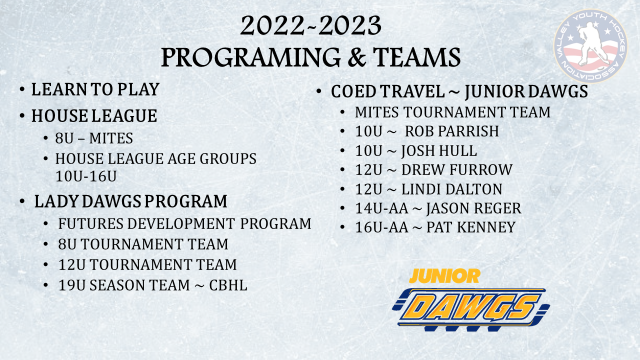 2022-2023
PROGRAMING & TEAMS
• LEARN TO PLAY
• HOUSE LEAGUE
• 8U – MITES
• HOUSE LEAGUE AGE GROUPS
10U-16U
• LADY DAWGS PROGRAM
• FUTURES DEVELOPMENT PROGRAM
• 8U TOURNAMENT TEAM
• 12U TOURNAMENT TEAM
• 19U SEASON TEAM ~ CBHL
• COED TRAVEL ~ JUNIOR DAWGS
• MITES TOURNAMENT TEAM
• 10U ~ ROB PARRISH
• 10U ~ JOSH HULL
• 12U ~ DREW FURROW
• 12U ~ LINDI DALTON
• 14U-AA ~ JASON REGER
• 16U-AA ~ PAT KENNEY
VALLEY YOUTH HOCKEY
ASSOCIATION
JUNIOR
DAWGS